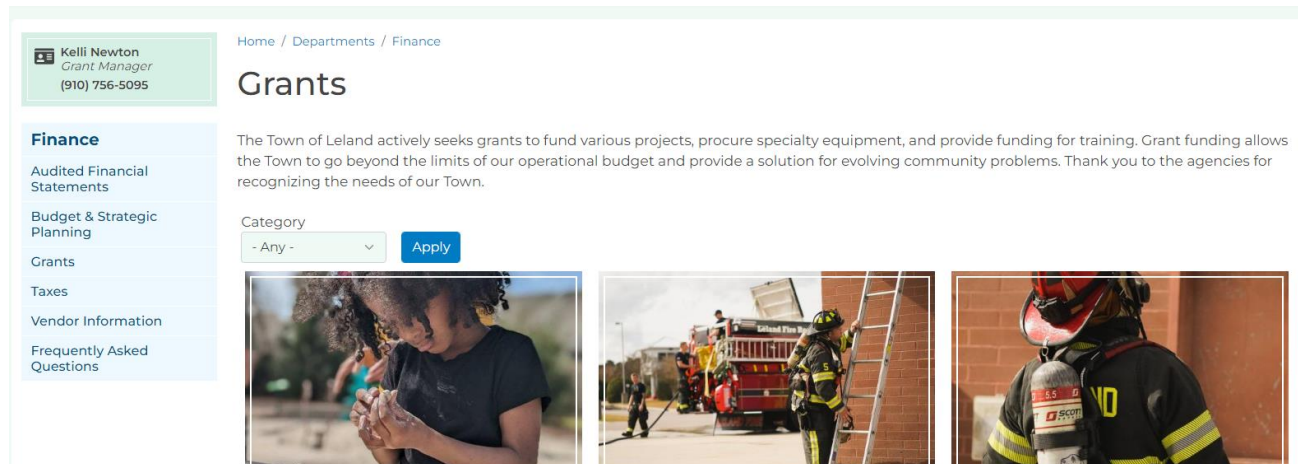 Kelli Newton
Grant Manager
(910) 756-5095
Home / Departments / Finance
Grants
Finance
Audited Financial
Statements
Budget & Strategic
Planning
Grants
Taxes
Vendor Information
Frequently Asked
Questions
The Town of Leland actively seeks grants to fund various projects, procure specialty equipment, and provide funding for training. Grant funding allows
the Town to go beyond the limits of our operational budget and provide a solution for evolving community problems. Thank you to the agencies for
recognizing the needs of our Town.
Category
- Any -
Apply
Leland Fire
5
5.5
SCOTT
ND